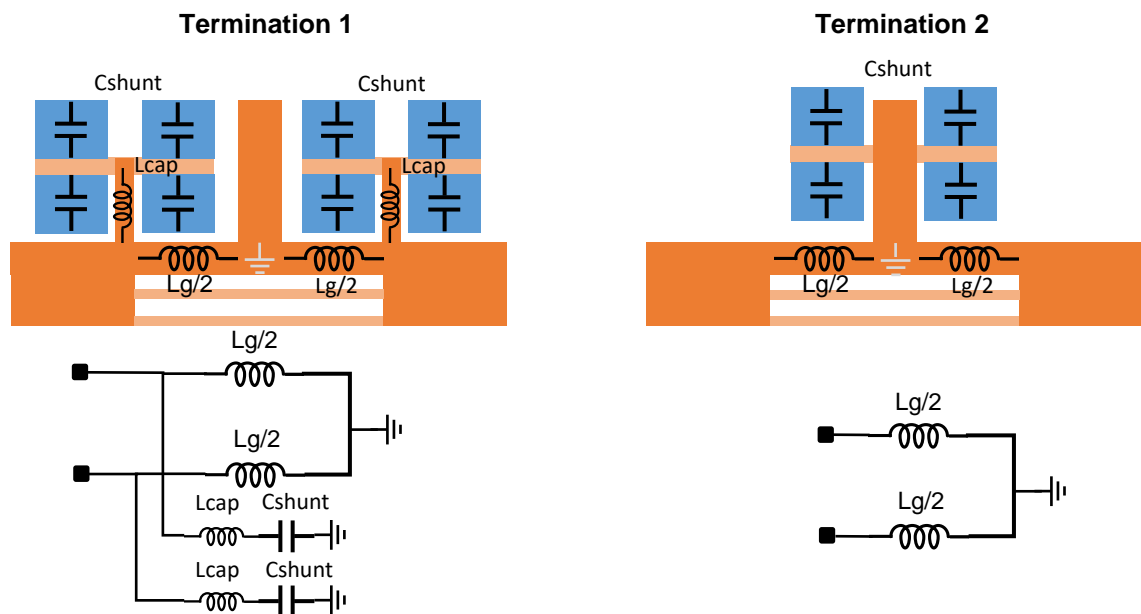 Termination 1
Termination 2
Cshunt
Cshunt
Cshunt
Lcap
Lcap
Lg/2
Lg/2
Lg/2
Lg/2
Lg/2
Lg/2
Lcap
Cshunt
Lcap
Cshunt
Lg/2
Lg/2